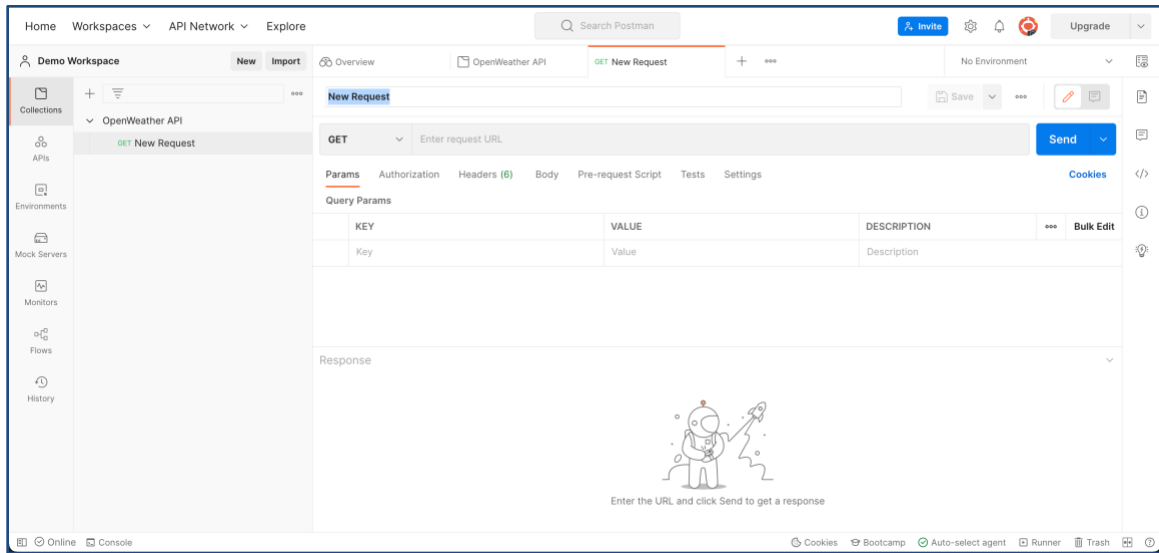 Home Workspaces API Network Explore Search Postman Invite Upgrade
Demo Workspace New Import Overview OpenWeather API GET New Request No Environment
Collections
OpenWeather API
GET New Request
APIs
Environments
Mock Servers
Monitors
Flows
History
New Request Save
GET Enter request URL Send
Params Authorization Headers (6) Body Pre-request Script Tests Settings Cookies
Query Params
KEY VALUE DESCRIPTION Bulk Edit
Key Value Description
Response
Enter the URL and click Send to get a response
Online Console Cookies Bootcamp Auto-select agent Runner Trash